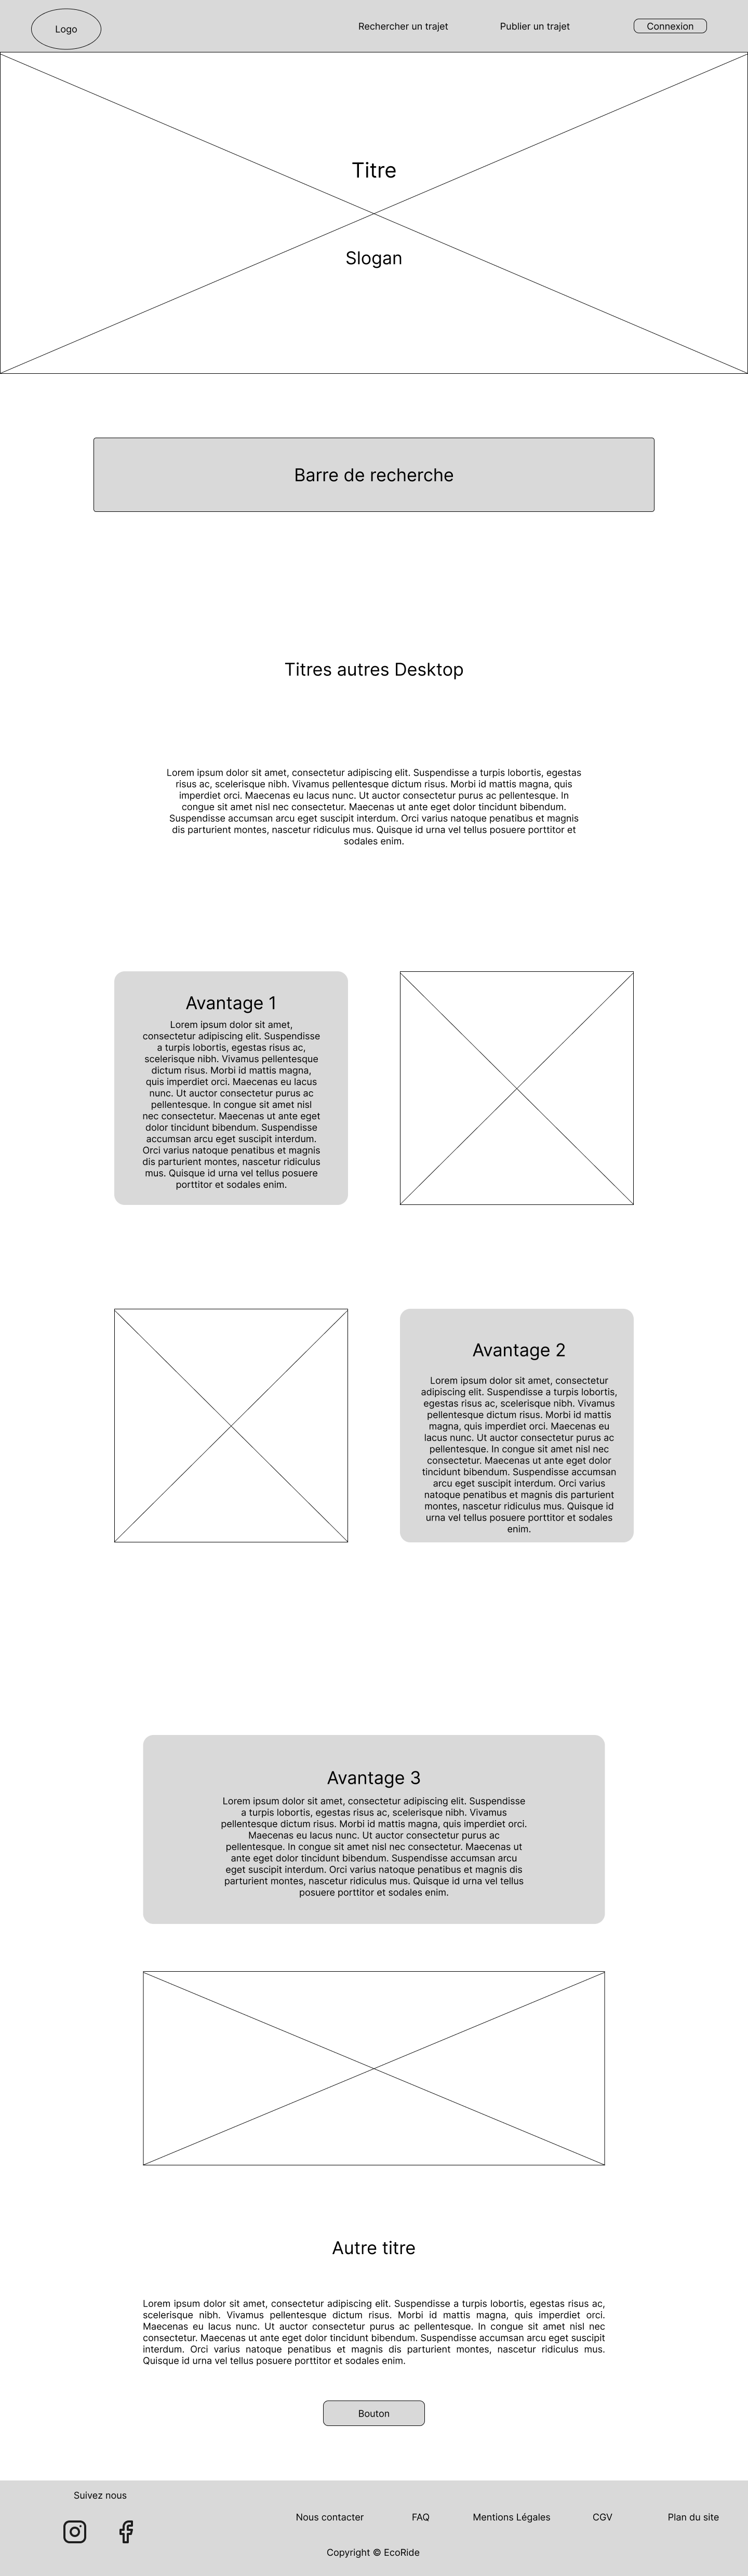 Logo
Rechercher un trajet
Publier un trajet
Connexion
Titre
Slogan
Barre de recherche
Titres autres Desktop
Lorem ipsum dolor sit amet, consectetur adipiscing elit. Suspendisse a turpis lobortis, egestas
risus ac, scelerisque nibh. Vivamus pellentesque dictum risus. Morbi id mattis magna, quis
imperdiet orci. Maecenas eu lacus nunc. Ut auctor consectetur purus ac pellentesque. In
congue sit amet nisl nec consectetur. Maecenas ut ante eget dolor tincidunt bibendum.
Suspendisse accumsan arcu eget suscipit interdum. Orci varius natoque penatibus et magnis
dis parturient montes, nascetur ridiculus mus. Quisque id urna vel tellus posuere porttitor et
sodales enim.
Avantage 1
Lorem ipsum dolor sit amet,
consectetur adipiscing elit. Suspendisse
a turpis lobortis, egestas risus ac,
scelerisque nibh. Vivamus pellentesque
dictum risus. Morbi id mattis magna,
quis imperdiet orci. Maecenas eu lacus
nunc. Ut auctor consectetur purus ac
pellentesque. In congue sit amet nisl
nec consectetur. Maecenas ut ante eget
dolor tincidunt bibendum. Suspendisse
accumsan arcu eget suscipit interdum.
Orci varius natoque penatibus et magnis
dis parturient montes, nascetur ridiculus
mus. Quisque id urna vel tellus posuere
porttitor et sodales enim.
Avantage 2
Lorem ipsum dolor sit amet, consectetur
adipiscing elit. Suspendisse a turpis lobortis,
egestas risus ac, scelerisque nibh. Vivamus
pellentesque dictum risus. Morbi id mattis
magna, quis imperdiet orci. Maecenas eu
lacus nunc. Ut auctor consectetur purus ac
pellentesque. In congue sit amet nisl nec
consectetur. Maecenas ut ante eget dolor
tincidunt bibendum. Suspendisse accumsan
arcu eget suscipit interdum. Orci varius
natoque penatibus et magnis dis parturient
montes, nascetur ridiculus mus. Quisque id
urna vel tellus posuere porttitor et sodales
enim.
Avantage 3
Lorem ipsum dolor sit amet, consectetur adipiscing elit. Suspendisse
a turpis lobortis, egestas risus ac, scelerisque nibh. Vivamus
pellentesque dictum risus. Morbi id mattis magna, quis imperdiet orci.
Maecenas eu lacus nunc. Ut auctor consectetur purus ac
pellentesque. In congue sit amet nisl nec consectetur. Maecenas ut
ante eget dolor tincidunt bibendum. Suspendisse accumsan arcu
eget suscipit interdum. Orci varius natoque penatibus et magnis dis
parturient montes, nascetur ridiculus mus. Quisque id urna vel tellus
posuere porttitor et sodales enim.
Autre titre
Lorem ipsum dolor sit amet, consectetur adipiscing elit. Suspendisse a turpis lobortis, egestas risus ac,
scelerisque nibh. Vivamus pellentesque dictum risus. Morbi id mattis magna, quis imperdiet orci.
Maecenas eu lacus nunc. Ut auctor consectetur purus ac pellentesque. In congue sit amet nisl nec
consectetur. Maecenas ut ante eget dolor tincidunt bibendum. Suspendisse accumsan arcu eget suscipit
interdum. Orci varius natoque penatibus et magnis dis parturient montes, nascetur ridiculus mus.
Quisque id urna vel tellus posuere porttitor et sodales enim.
Bouton
Suivez nous
Nous contacter
FAQ
Mentions Légales
CGV
Plan du site
Copyright © EcoRide